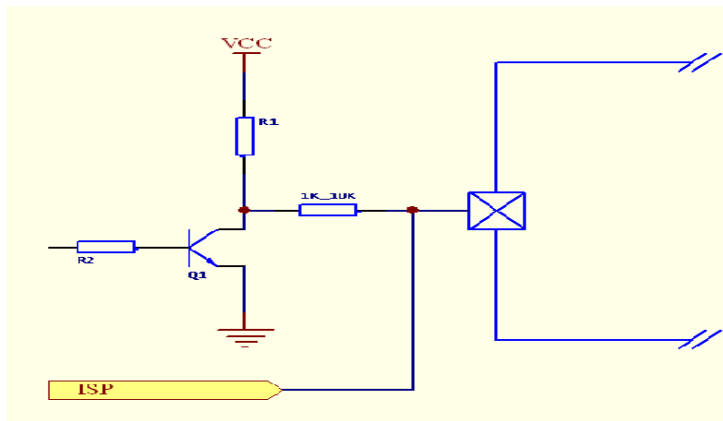 VCC
R1
1K_10K
R2
Q1
ISP